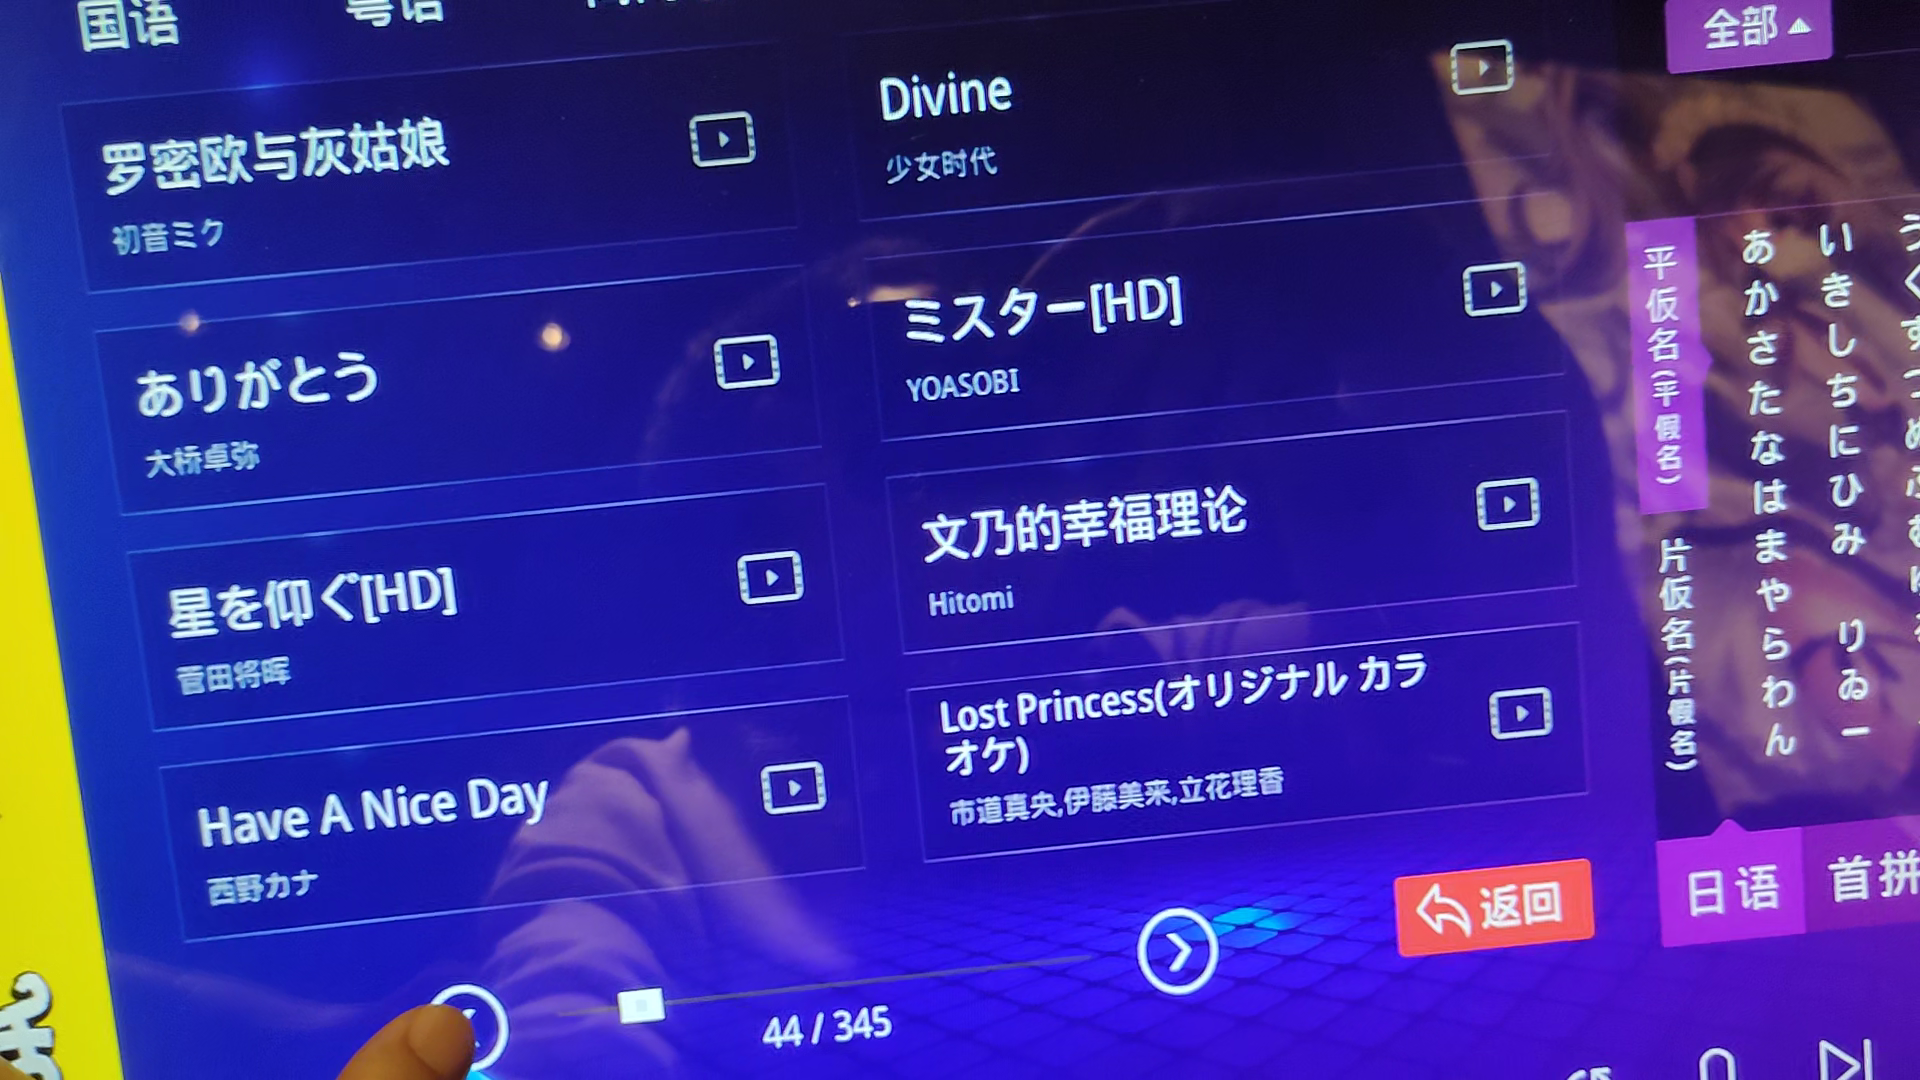 国语 粤语
全部
罗密欧与灰姑娘
初音ミク
Divine
少女时代
ありがとう
大桥卓弥
ミスター[HD]
YOASOBI
星を仰ぐ[HD]
菅田将晖
文乃的幸福理论
Hitomi
Have A Nice Day
西野カナ
Lost Princess(オリジナル カラ
オケ)
市道真央,伊藤美来,立花理香
44 / 345
返回
平仮名(平假名)
片仮名(片假名)
あかさたなはまやらわん
いきしちにひみ りゐー
日语 首拼